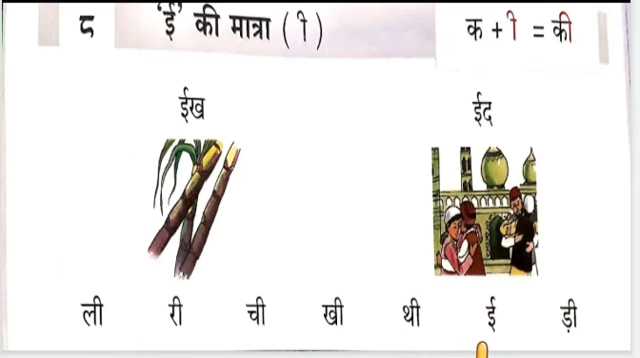 ८ 'ई' की मात्रा ( ी ) क + ी = की
ईख ईद
ली री ची खी थी ई ड़ी